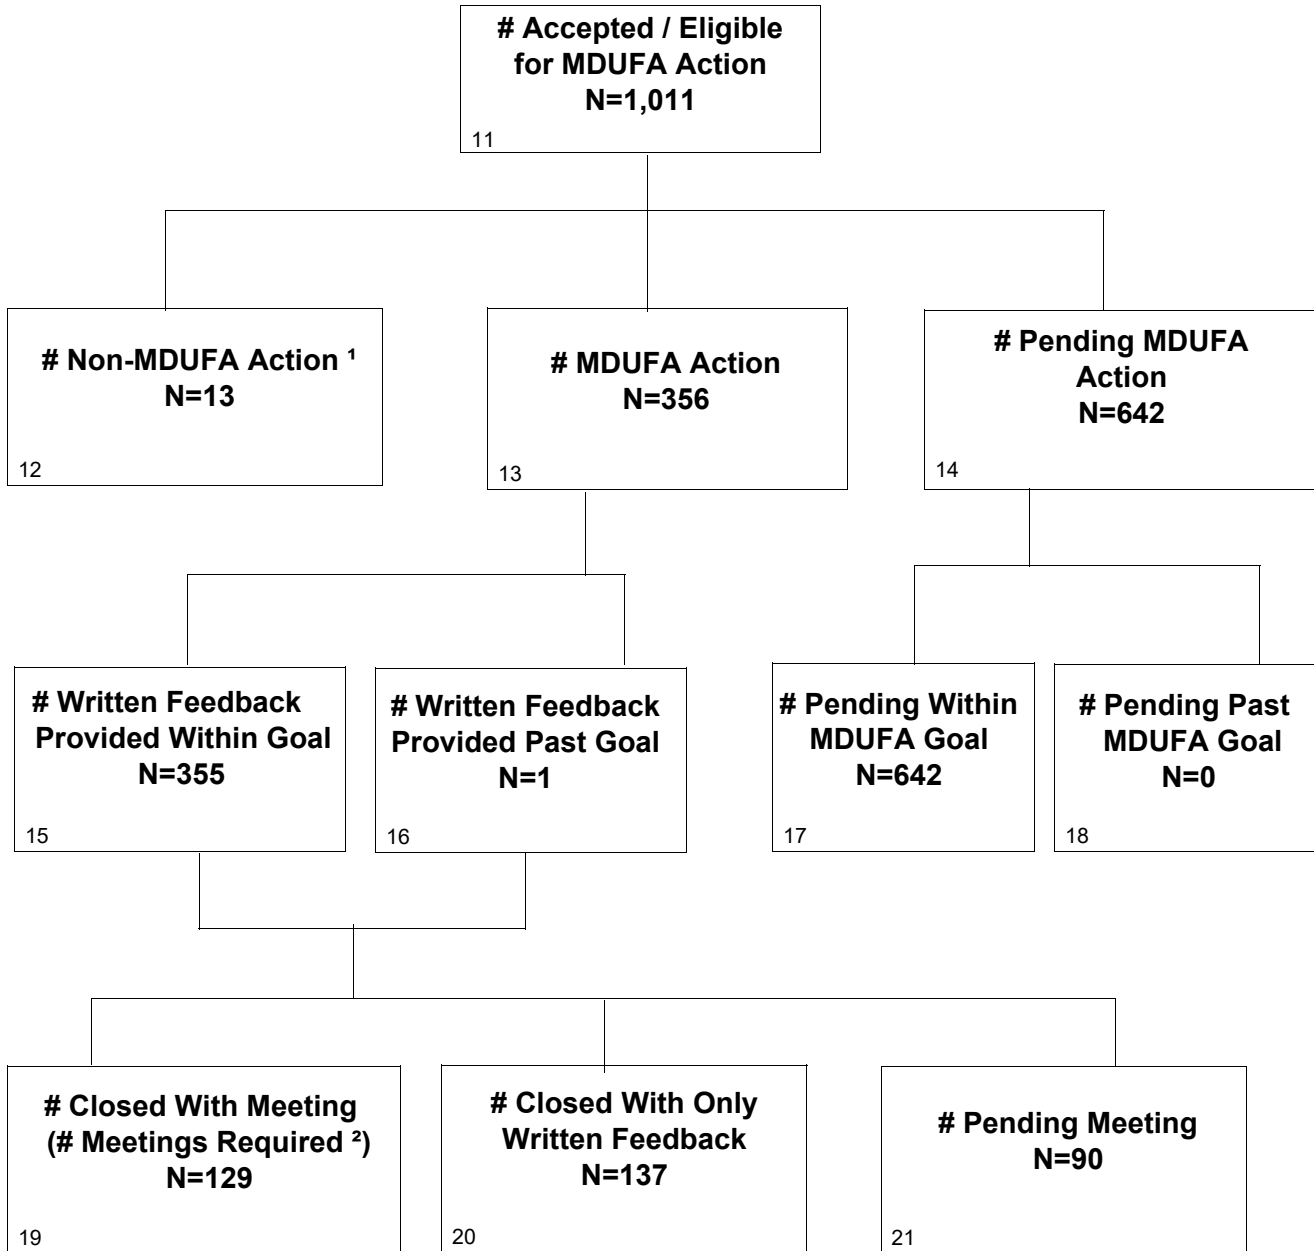 # Accepted / Eligible
for MDUFA Action
N=1,011
11
# Non-MDUFA Action ¹
N=13
12
# MDUFA Action
N=356
13
# Pending MDUFA
Action
N=642
14
# Written Feedback
Provided Within Goal
N=355
15
# Written Feedback
Provided Past Goal
N=1
16
# Pending Within
MDUFA Goal
N=642
17
# Pending Past
MDUFA Goal
N=0
18
# Closed With Meeting
(# Meetings Required ²)
N=129
19
# Closed With Only
Written Feedback
N=137
20
# Pending Meeting
N=90
21